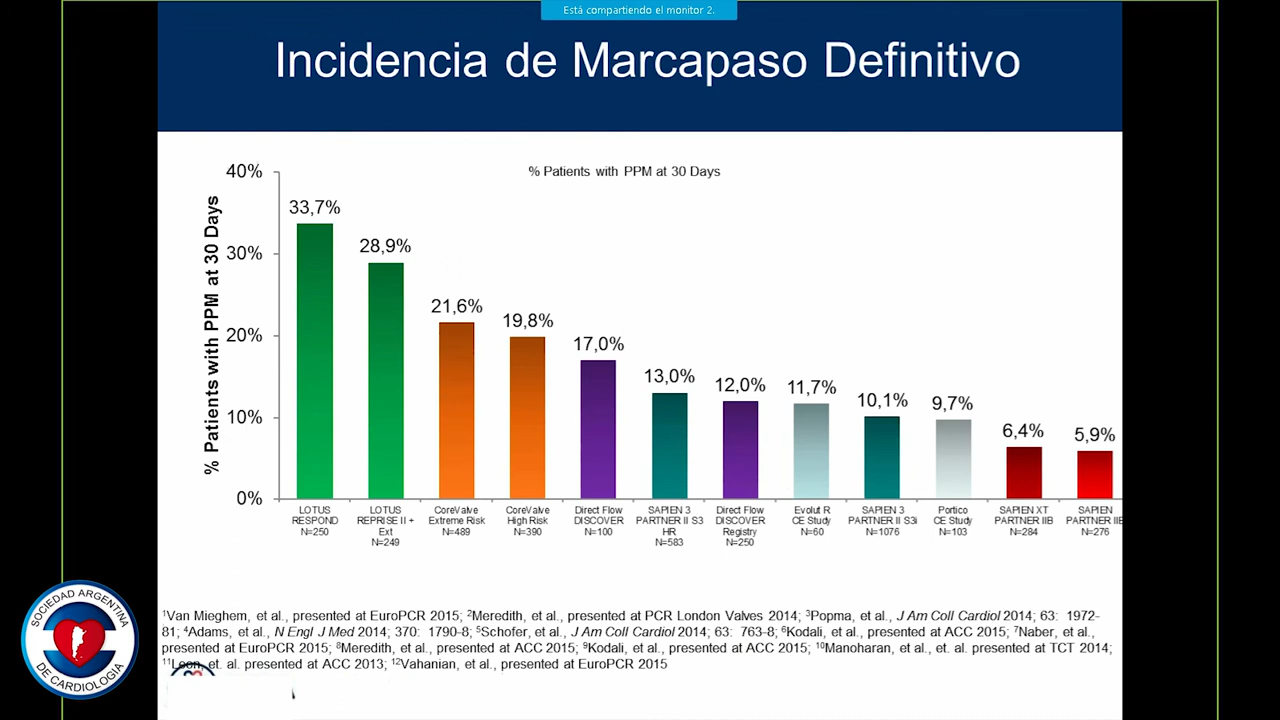 Está compartiendo el monitor 2.
Incidencia de Marcapaso Definitivo
% Patients with PPM at 30 Days
% Patients with PPM at 30 Days
40%
30%
20%
10%
0%
33,7%
28,9%
21,6%
19,8%
17,0%
13,0%
12,0%
11,7%
10,1%
9,7%
6,4%
5,9%
LOTUS
RESPOND
N=250
LOTUS
REPRISE II +
Ext
N=249
CoreValve
Extreme Risk
N=489
CoreValve
High Risk
N=390
Direct Flow
DISCOVER
N=100
SAPIEN 3
PARTNER II S3
HR
N=583
Direct Flow
DISCOVER
Registry
N=250
Evolut R
CE Study
N=60
SAPIEN 3
PARTNER II S3i
N=1076
Portico
CE Study
N=103
SAPIEN XT
PARTNER IIB
N=284
SAPIEN
PARTNER IIB
N=276
¹Van Mieghem, et al., presented at EuroPCR 2015; ²Meredith, et al., presented at PCR London Valves 2014; ³Popma, et al., J Am Coll Cardiol 2014; 63: 1972-
81; ⁴Adams, et al., N Engl J Med 2014; 370: 1790-8; ⁵Schofer, et al., J Am Coll Cardiol 2014; 63: 763-8; ⁶Kodali, et al., presented at ACC 2015; ⁷Naber, et al.,
presented at EuroPCR 2015; ⁸Meredith, et al., presented at ACC 2015; ⁹Kodali, et al., presented at ACC 2015; ¹⁰Manoharan, et al., et. al. presented at TCT 2014;
¹¹Leon, et. al. presented at ACC 2013; ¹²Vahanian, et al., presented at EuroPCR 2015
SOCIEDAD ARGENTINA
DE CARDIOLOGÍA